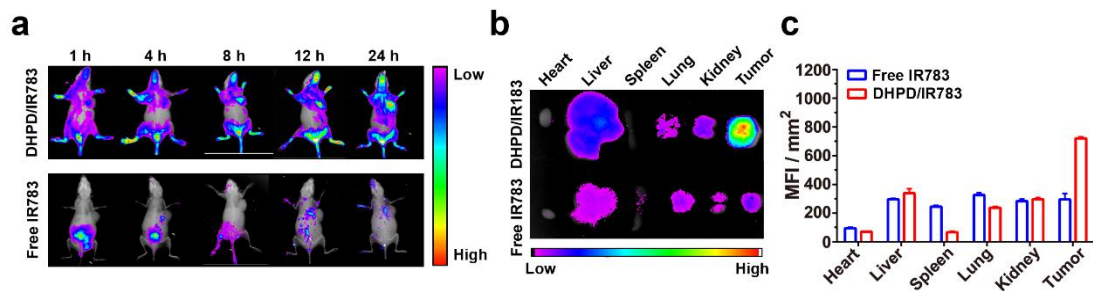 a
1 h 4 h 8 h 12 h 24 h
DHPD/IR783
Free IR783
Low
High
b
Heart Liver Spleen Lung Kidney Tumor
DHPD/IR183
Free IR783
Low High
c
MFI / mm²
1200
1000
800
600
400
200
0
Free IR783
DHPD/IR783
Heart Liver Spleen Lung Kidney Tumor